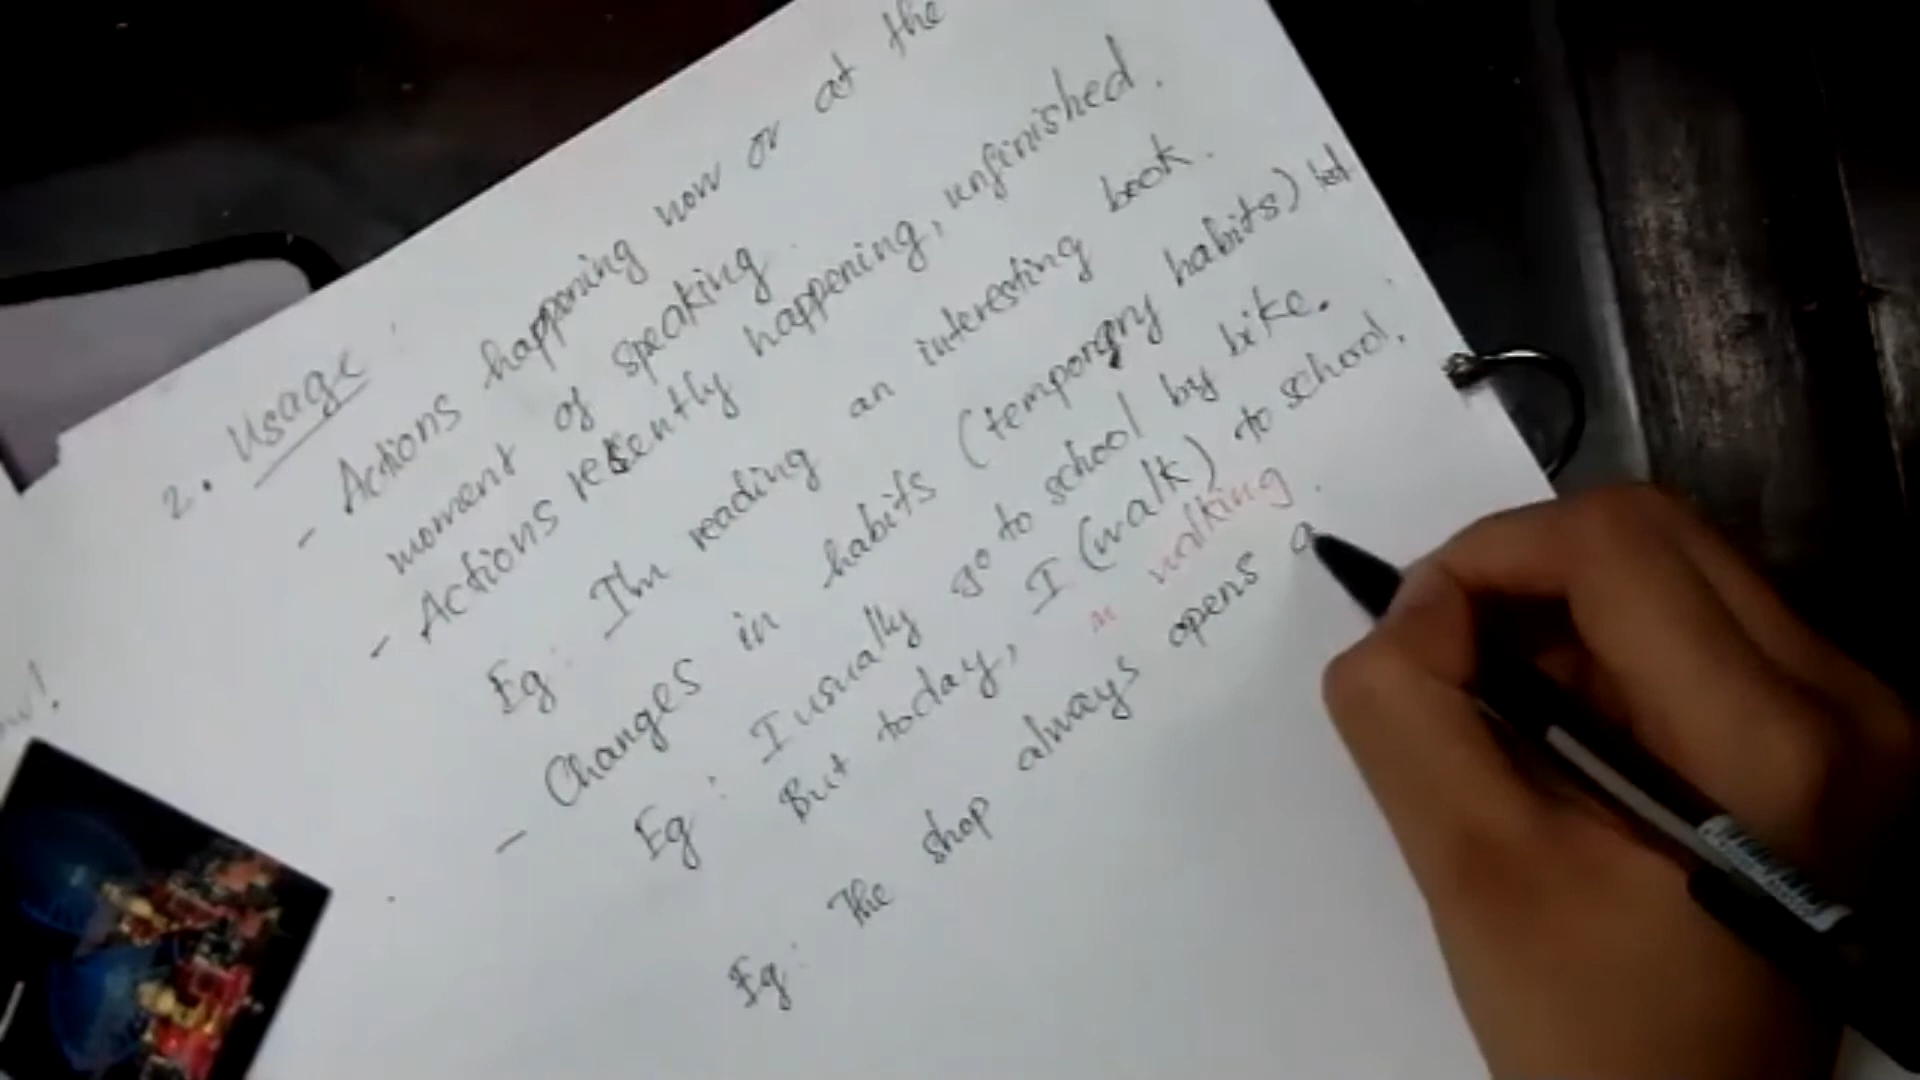 2. Usage:
- Actions happening now or at the
moment of speaking.
- Actions resently happening, unfinished.
Eg: I'm reading an interesting book.
- Changes in habits (temporary habits)
Eg: I usually go to school by bike.
But today, I (walk) to school.
walking
Eg: The shop always opens a